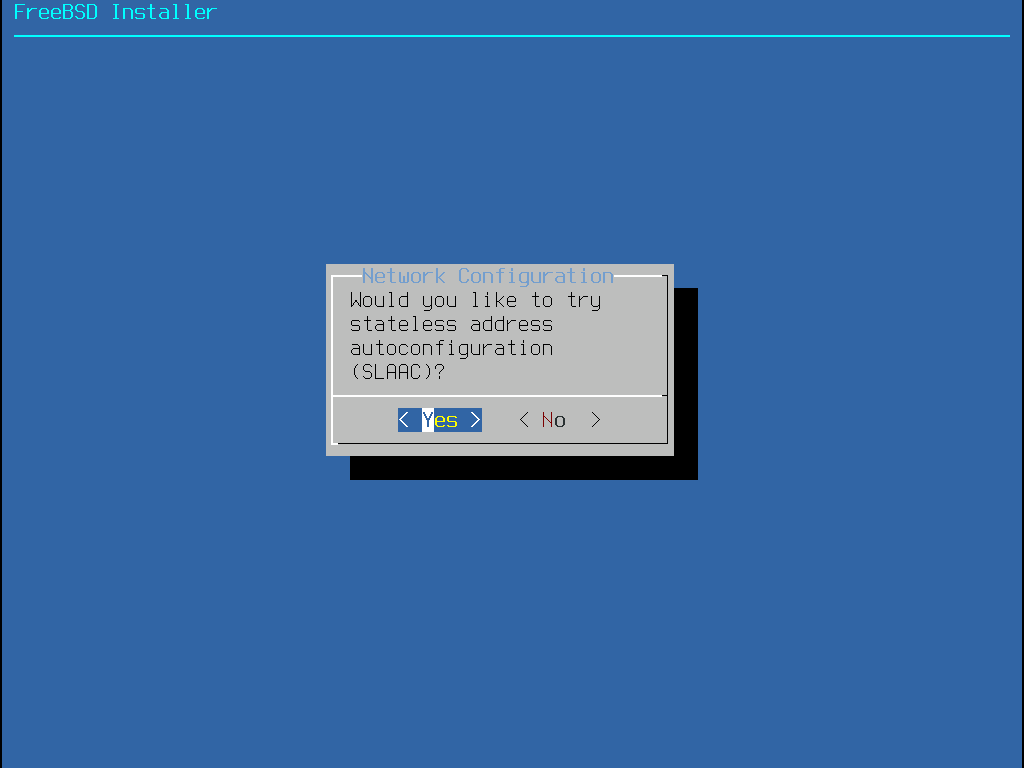 FreeBSD Installer
Network Configuration
Would you like to try
stateless address
autoconfiguration
(SLAAC)?
< Yes > < No >